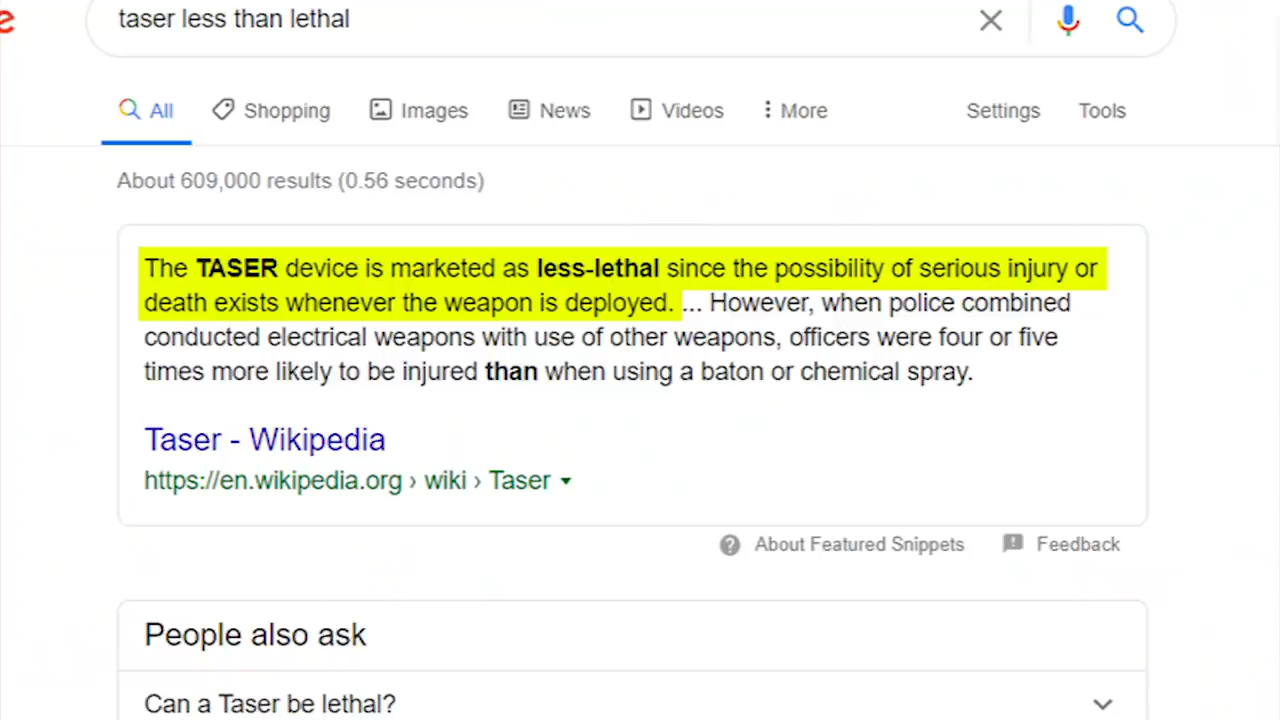 e
taser less than lethal
All Shopping Images News Videos More Settings Tools
About 609,000 results (0.56 seconds)
The TASER device is marketed as less-lethal since the possibility of serious injury or
death exists whenever the weapon is deployed. ... However, when police combined
conducted electrical weapons with use of other weapons, officers were four or five
times more likely to be injured than when using a baton or chemical spray.
Taser - Wikipedia
https://en.wikipedia.org › wiki › Taser
About Featured Snippets Feedback
People also ask
Can a Taser be lethal?